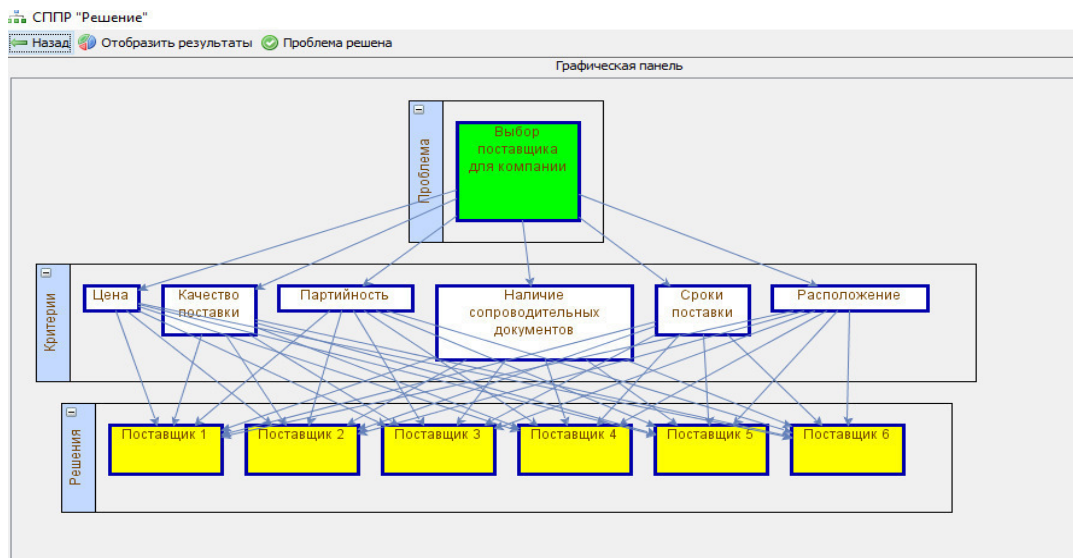 СППР "Решение"
Назад Отобразить результаты Проблема решена
Графическая панель
Проблема
Выбор
поставщика
для компании
Критерии
Цена
Качество
поставки
Партийность
Наличие
сопроводительных
документов
Сроки
поставки
Расположение
Решения
Поставщик 1
Поставщик 2
Поставщик 3
Поставщик 4
Поставщик 5
Поставщик 6